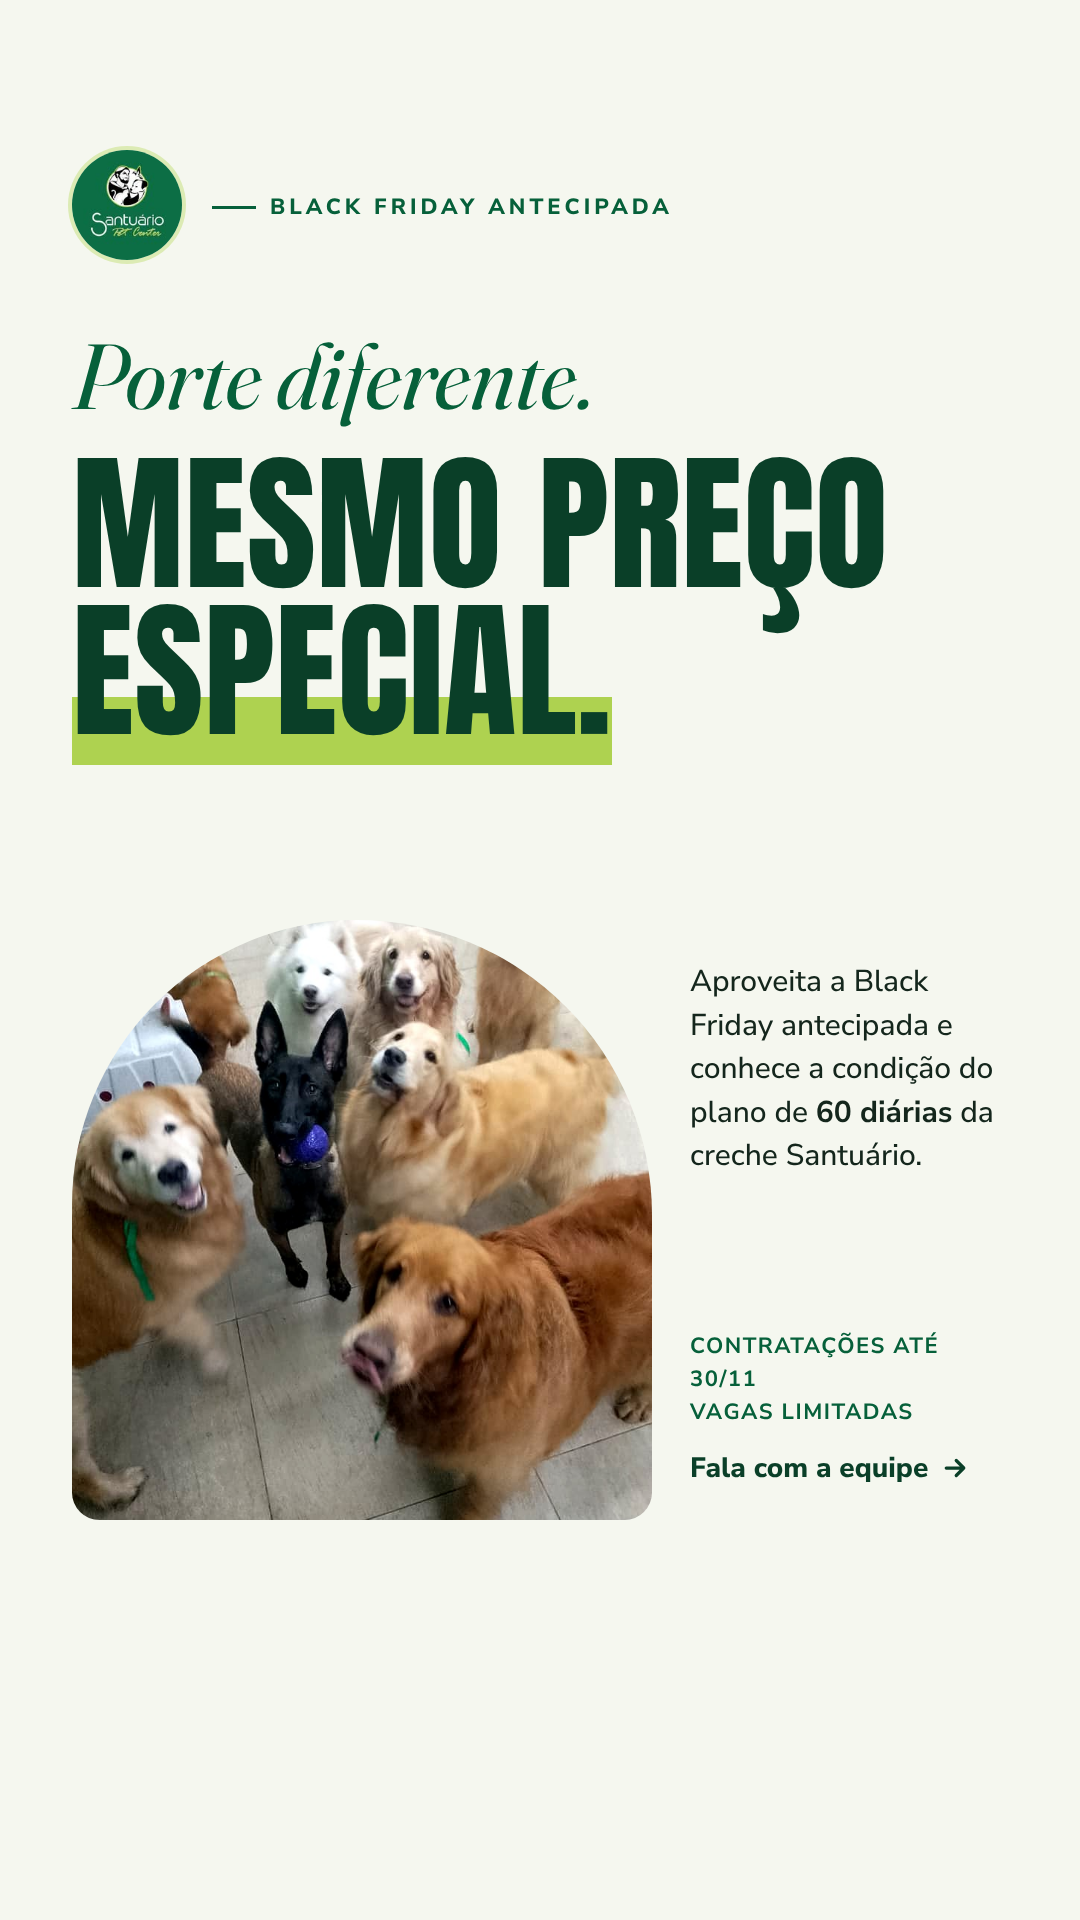 Santuário
Pet Center
BLACK FRIDAY ANTECIPADA
Porte diferente.
MESMO PREÇO
ESPECIAL.
Aproveita a Black
Friday antecipada e
conhece a condição do
plano de 60 diárias da
creche Santuário.
CONTRATAÇÕES ATÉ
30/11
VAGAS LIMITADAS
Fala com a equipe →